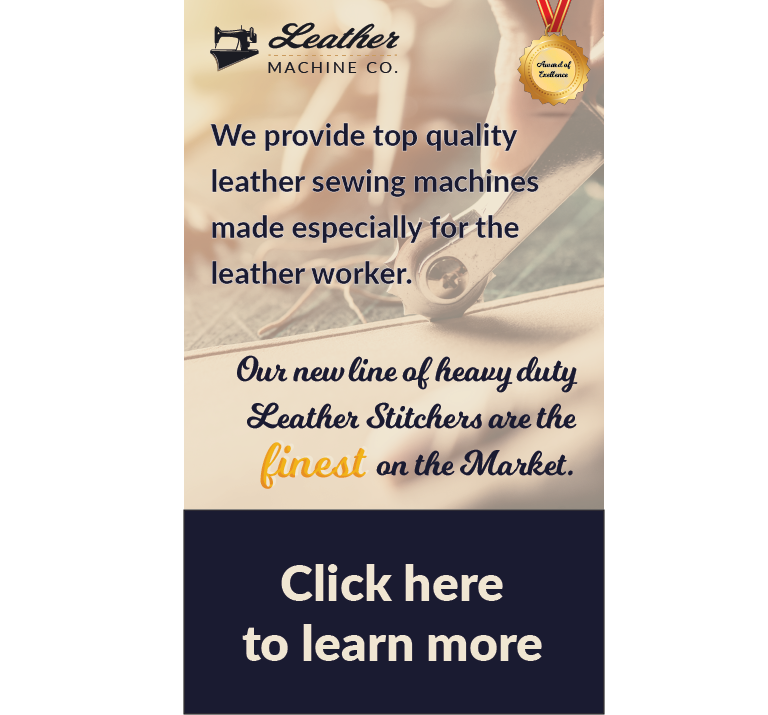 Leather
MACHINE CO.
Award of
Exellence
We provide top quality
leather sewing machines
made especially for the
leather worker.
Our new line of heavy duty
Leather Stitchers are the
finest on the Market.
Click here
to learn more